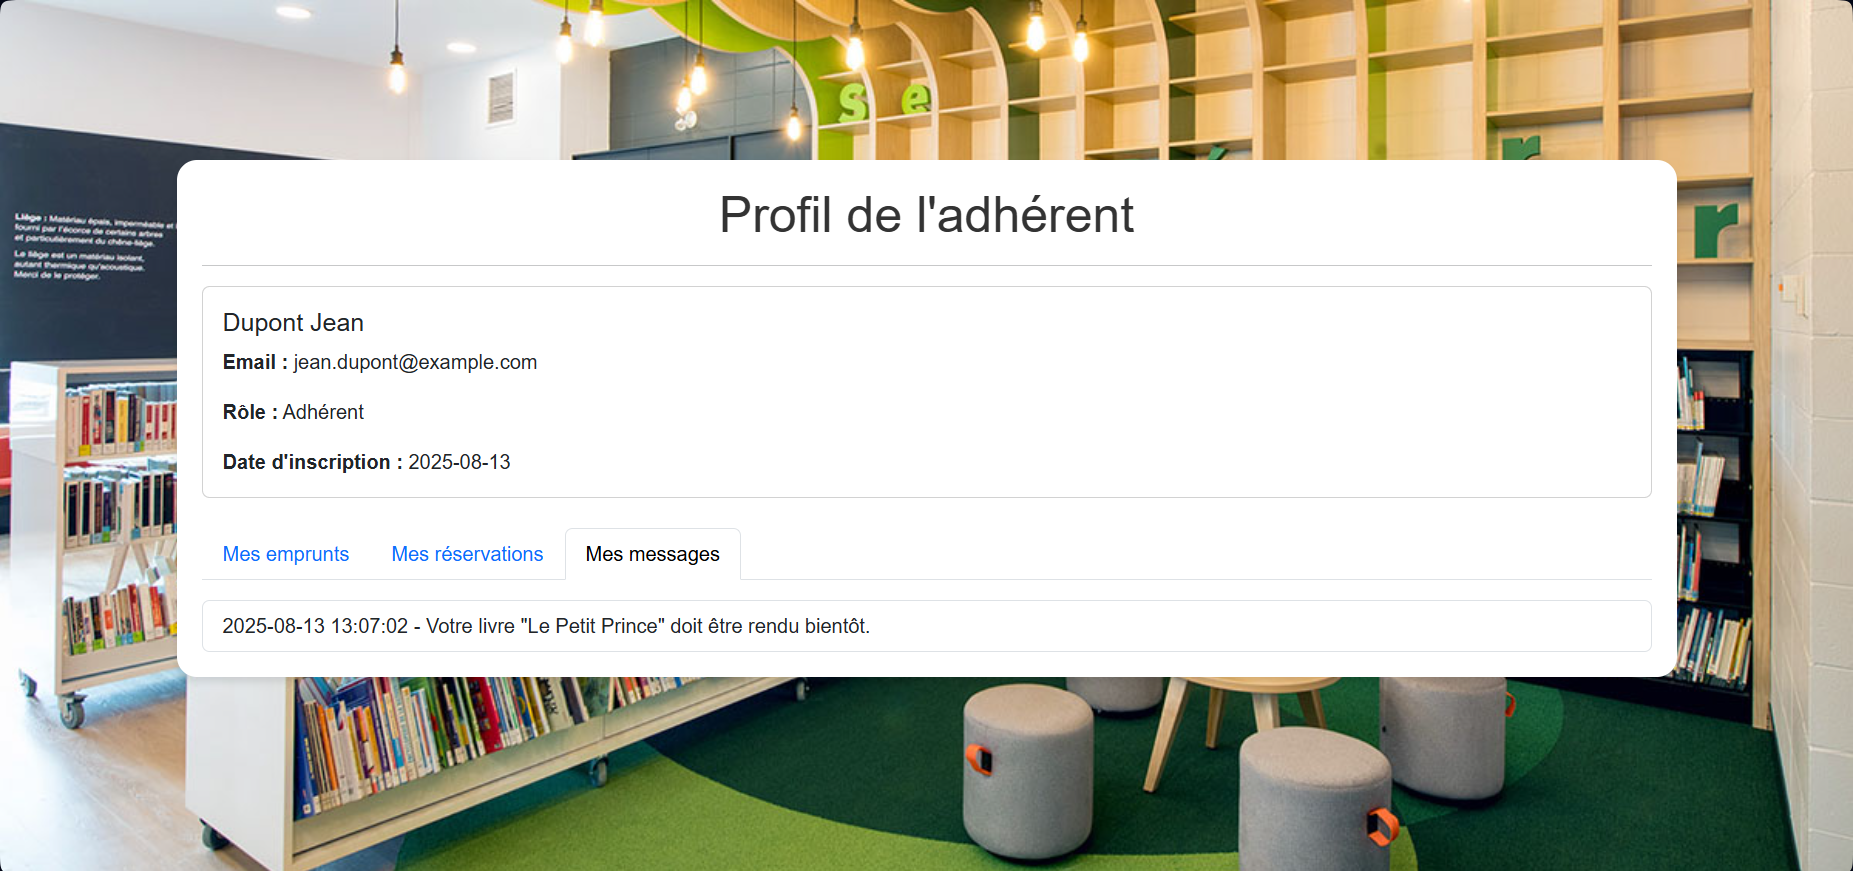 s e
r
r
Liège : Matériau épais, imperméable et
fourni par l'écorce de certains arbres
et particulièrement du chêne-liège.
Le liège est un matériau isolant,
autant thermique qu'acoustique.
Merci de le protéger.
Profil de l'adhérent
Dupont Jean
Email : jean.dupont@example.com
Rôle : Adhérent
Date d'inscription : 2025-08-13
Mes emprunts Mes réservations Mes messages
2025-08-13 13:07:02 - Votre livre "Le Petit Prince" doit être rendu bientôt.